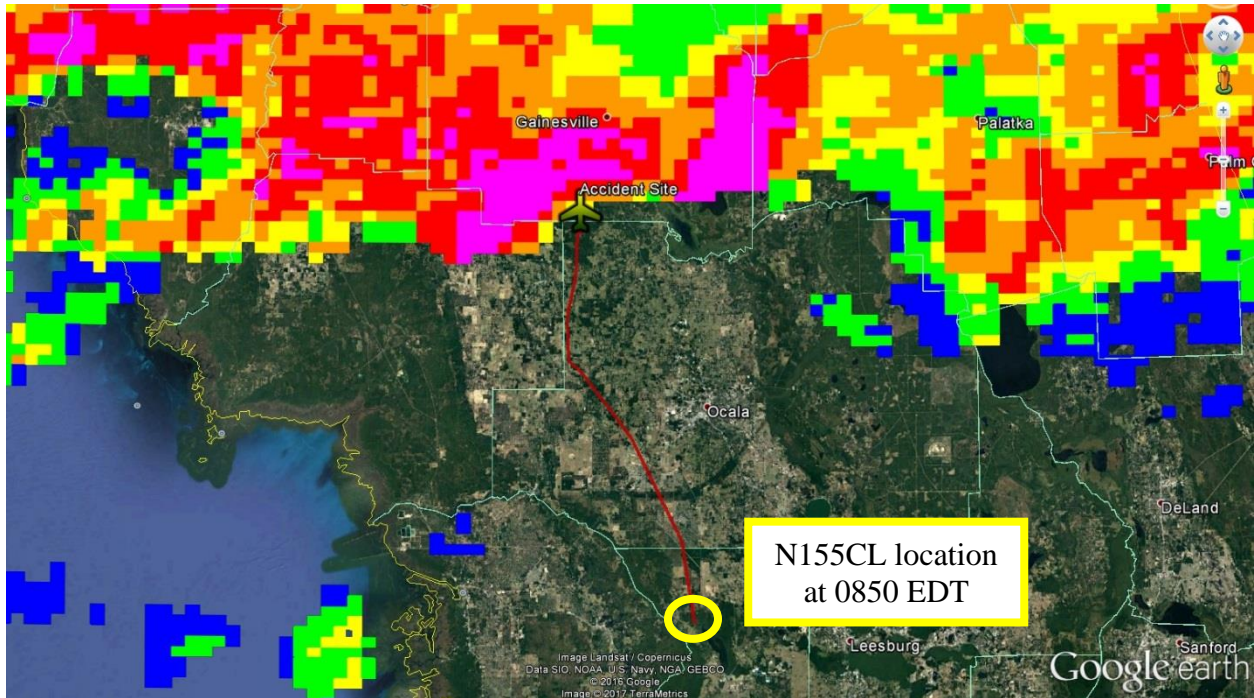 Gainesville
Palatka
Palm
Accident Site
Ocala
DeLand
N155CL location
at 0850 EDT
Leesburg
Sanford
Image Landsat / Copernicus
Data SIO, NOAA, U.S. Navy, NGA, GEBCO
© 2016 Google
Image © 2017 TerraMetrics
Google earth